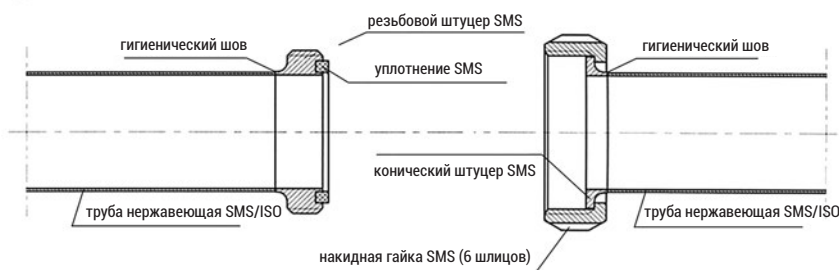 резьбовой штуцер SMS
гигиенический шов
гигиенический шов
уплотнение SMS
конический штуцер SMS
труба нержавеющая SMS/ISO
труба нержавеющая SMS/ISO
накидная гайка SMS (6 шлицов)